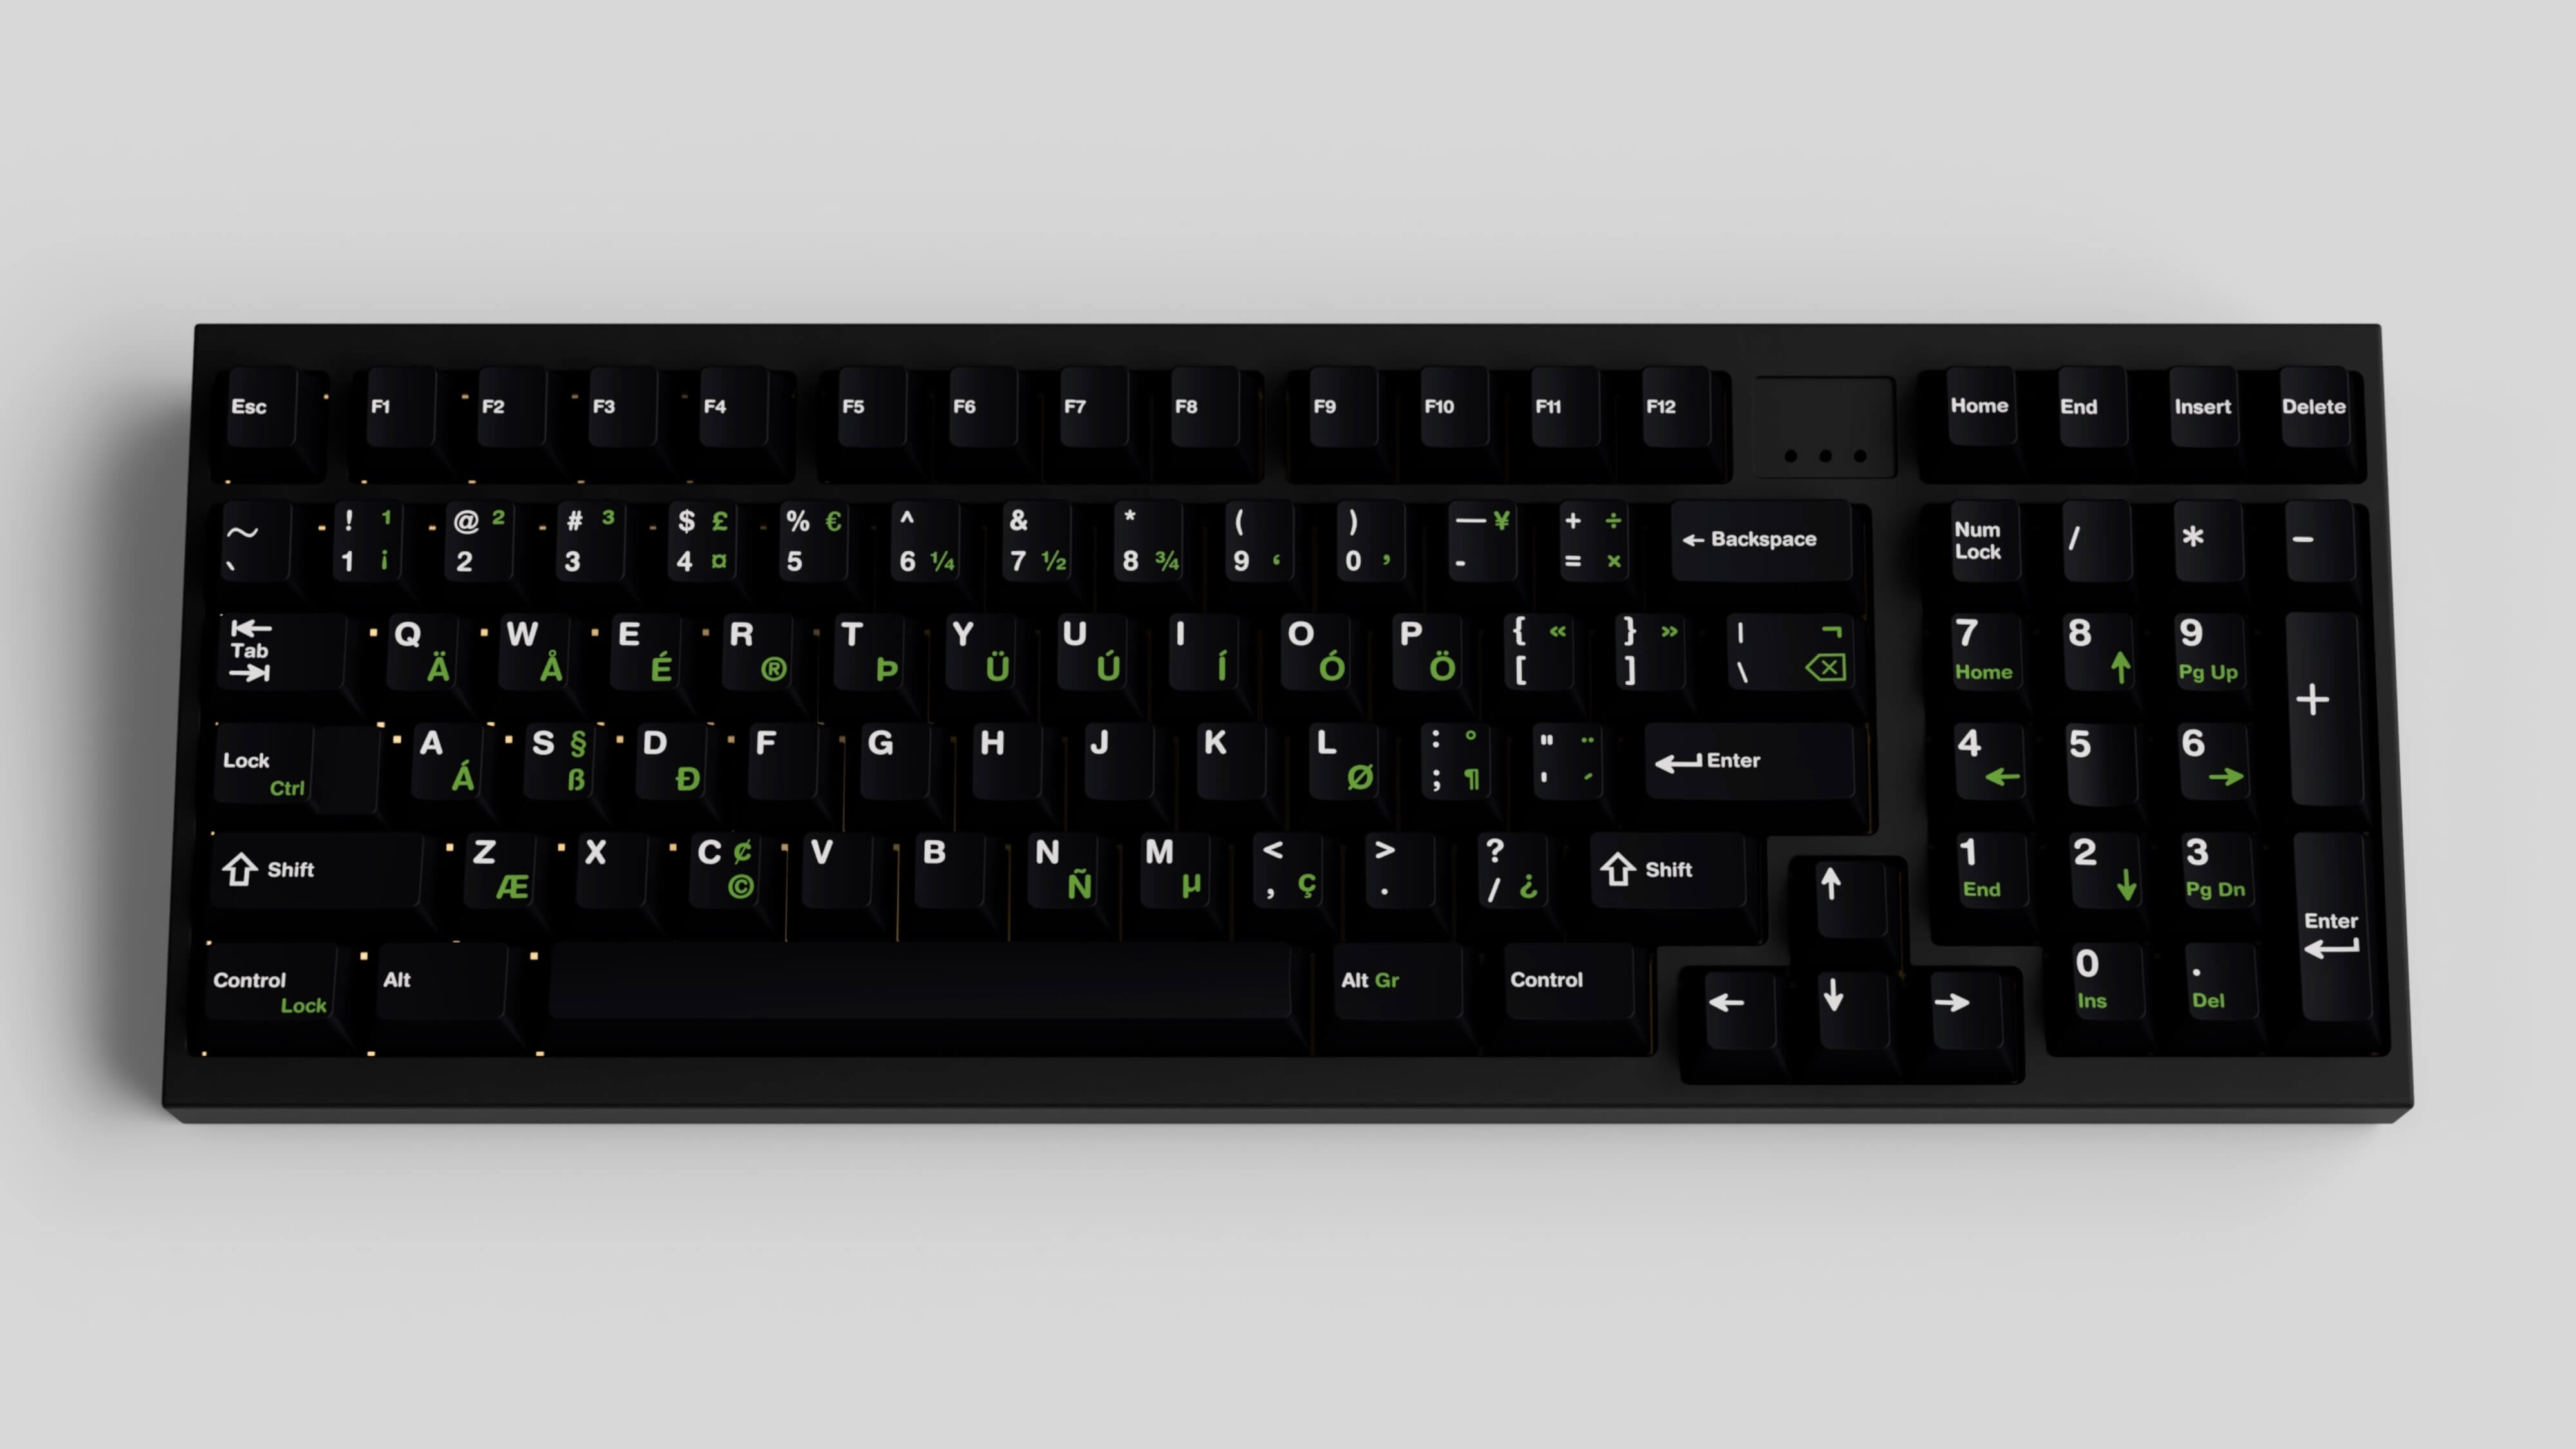 Esc F1 F2 F3 F4 F5 F6 F7 F8 F9 F10 F11 F12 Home End Insert Delete
~ ` ! 1 ¹ ¡ @ 2 ² # 3 ³ $ 4 £ ¤ % 5 € ^ 6 ¼ & 7 ½ * 8 ¾ ( 9 ‘ ) 0 ’ — - ¥ + = ÷ × ← Backspace Num Lock / * −
Tab Q Ä W Å E É R ® T Þ Y Ü U Ú I Í O Ó P Ö { [ « } ] » | \ ¬ ⌫ 7 Home 8 ↑ 9 Pg Up +
Lock Ctrl A Á S § ß D Ð F G H J K L Ø : ; ° ¶ " ' ¨ ´ Enter 4 ← 5 6 →
⇧ Shift Z Æ X C ¢ © V B N Ñ M µ < , ç > . ? / ¿ ⇧ Shift ↑ 1 End 2 ↓ 3 Pg Dn Enter
Control Lock Alt Alt Gr Control ← ↓ → 0 Ins . Del